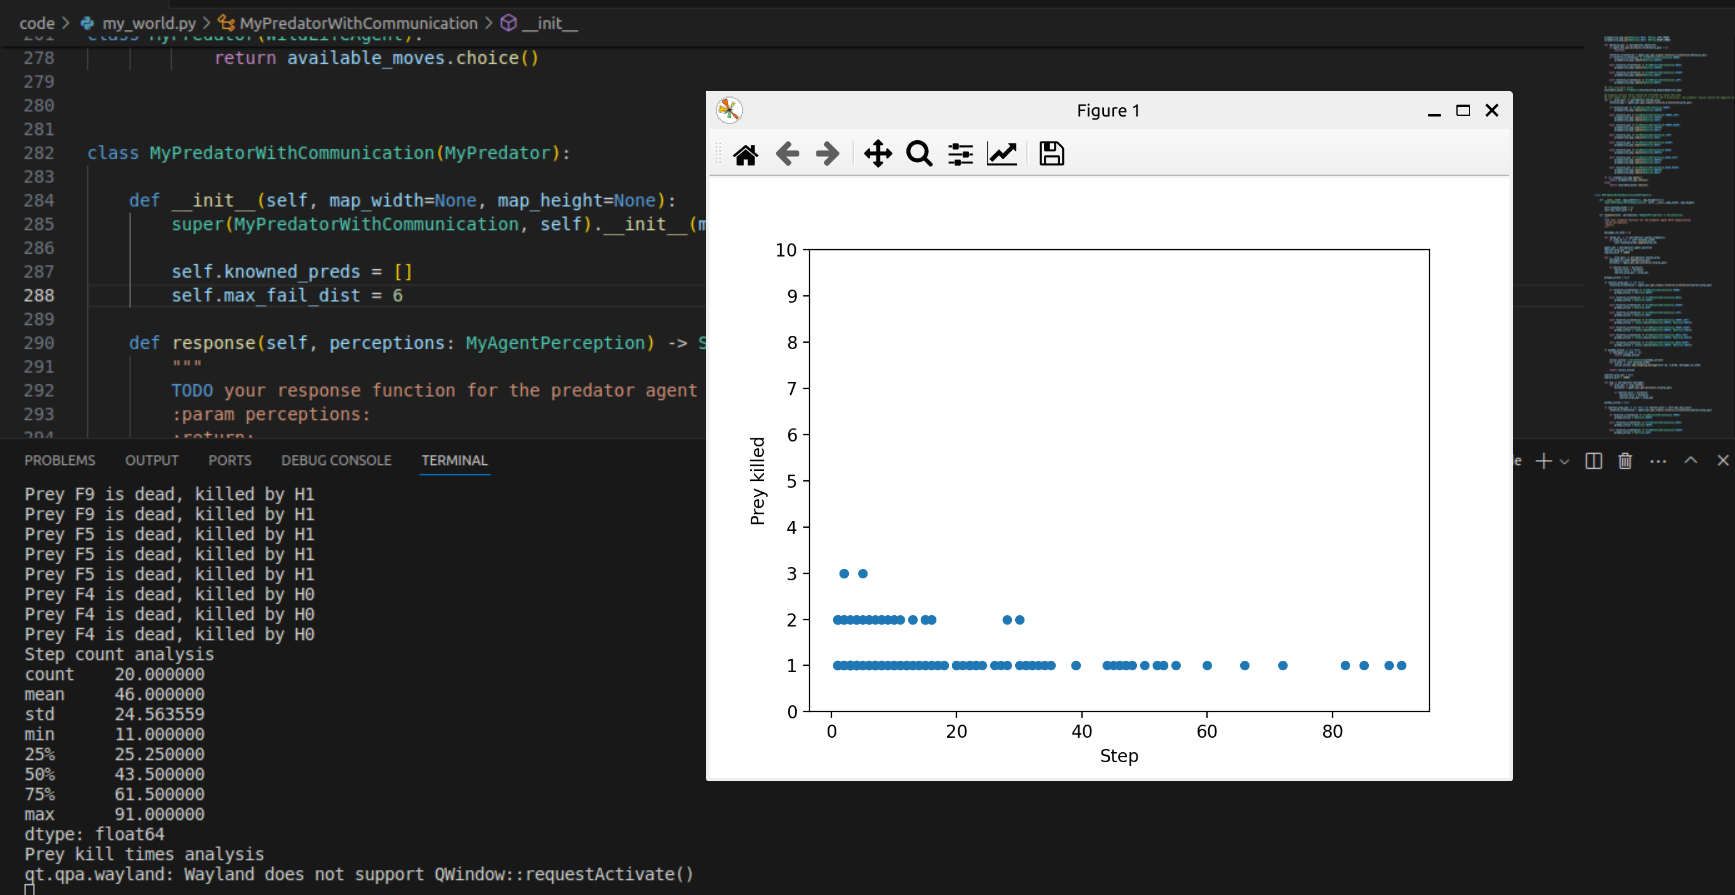 code > my_world.py > MyPredatorWithCommunication > __init__
261 class MyPredator(WildLifeAgent):
278 return available_moves.choice()
279
280
281
282 class MyPredatorWithCommunication(MyPredator):
283
284 def __init__(self, map_width=None, map_height=None):
285 super(MyPredatorWithCommunication, self).__init__(m
286
287 self.knowned_preds = []
288 self.max_fail_dist = 6
289
290 def response(self, perceptions: MyAgentPerception) -> S
291 """
292 TODO your response function for the predator agent
293 :param perceptions:
294 :return:
Figure 1
10
9
8
7
6
5
4
3
2
1
0
Prey killed
0 20 40 60 80
Step
PROBLEMS OUTPUT PORTS DEBUG CONSOLE TERMINAL
Prey F9 is dead, killed by H1
Prey F9 is dead, killed by H1
Prey F5 is dead, killed by H1
Prey F5 is dead, killed by H1
Prey F5 is dead, killed by H1
Prey F4 is dead, killed by H0
Prey F4 is dead, killed by H0
Prey F4 is dead, killed by H0
Step count analysis
count 20.000000
mean 46.000000
std 24.563559
min 11.000000
25% 25.250000
50% 43.500000
75% 61.500000
max 91.000000
dtype: float64
Prey kill times analysis
qt.qpa.wayland: Wayland does not support QWindow::requestActivate()